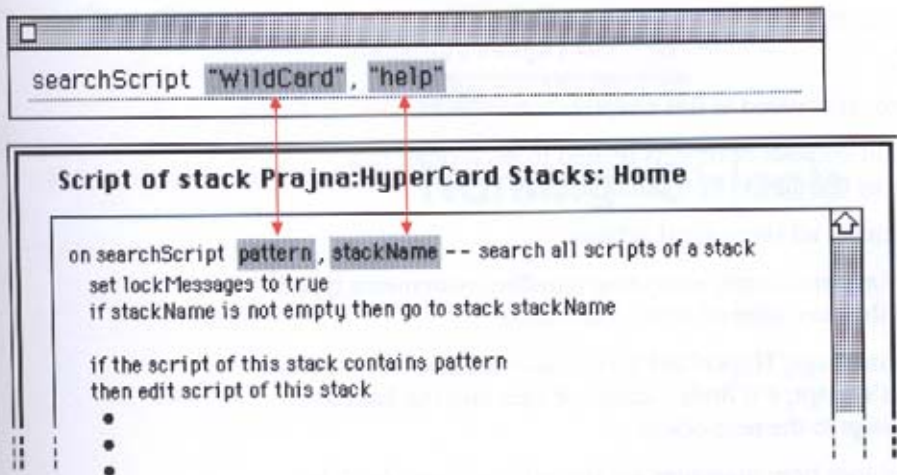 searchScript "WildCard", "help"
Script of stack Prajna:HyperCard Stacks: Home
on searchScript pattern, stackName -- search all scripts of a stack
set lockMessages to true
if stackName is not empty then go to stack stackName
if the script of this stack contains pattern
then edit script of this stack